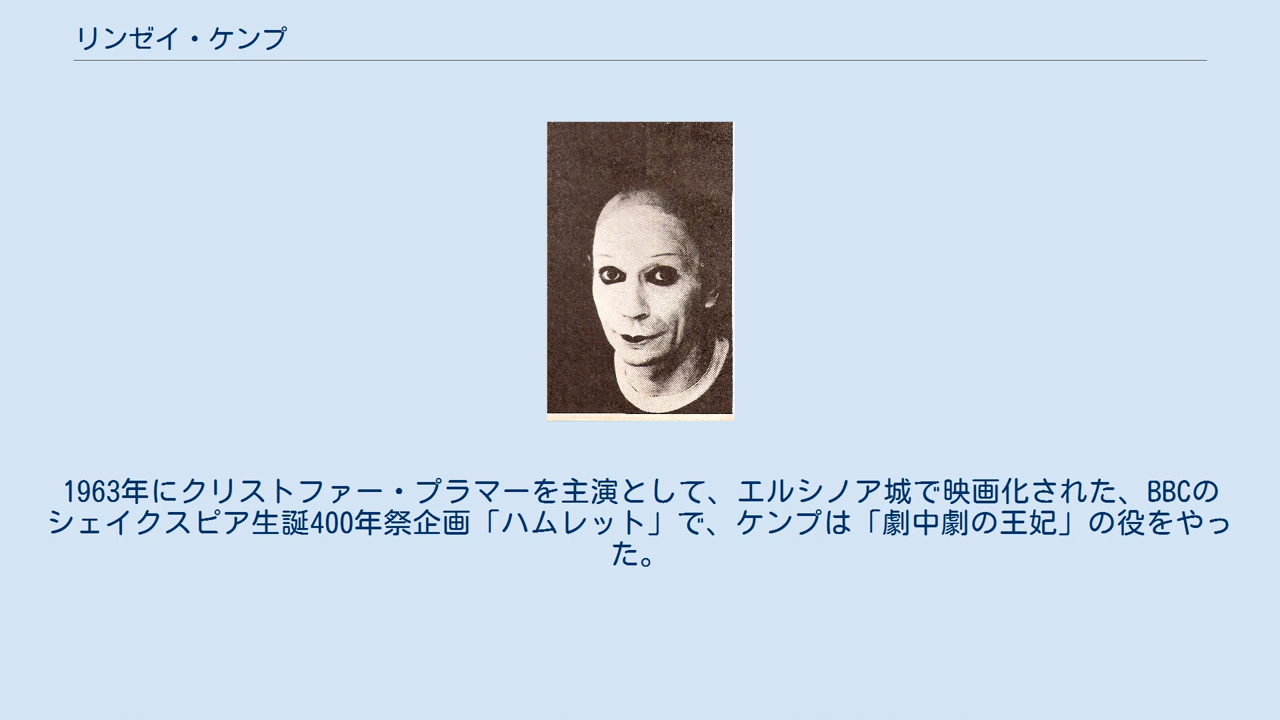 リンゼイ・ケンプ
1963年にクリストファー・プラマーを主演として、エルシノア城で映画化された、BBCの
シェイクスピア生誕400年祭企画「ハムレット」で、ケンプは「劇中劇の王妃」の役をやっ
た。